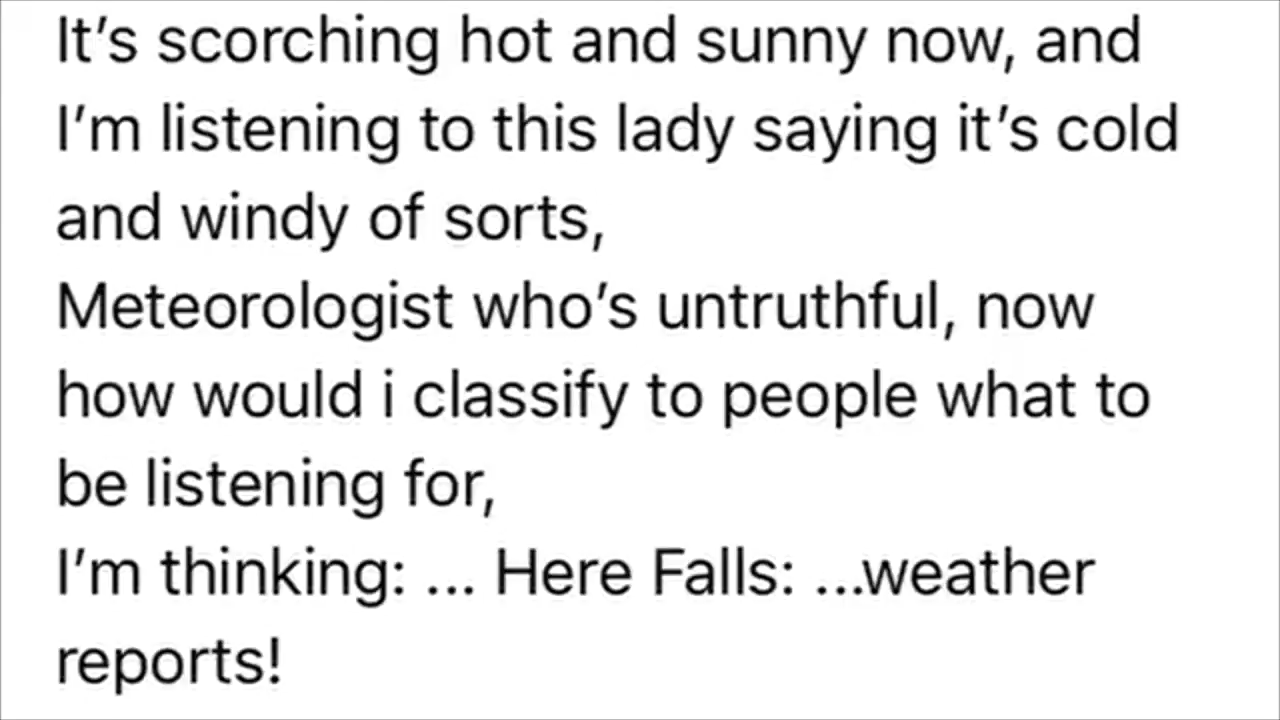 It’s scorching hot and sunny now, and
I’m listening to this lady saying it’s cold
and windy of sorts,
Meteorologist who’s untruthful, now
how would i classify to people what to
be listening for,
I’m thinking: ... Here Falls: ...weather
reports!